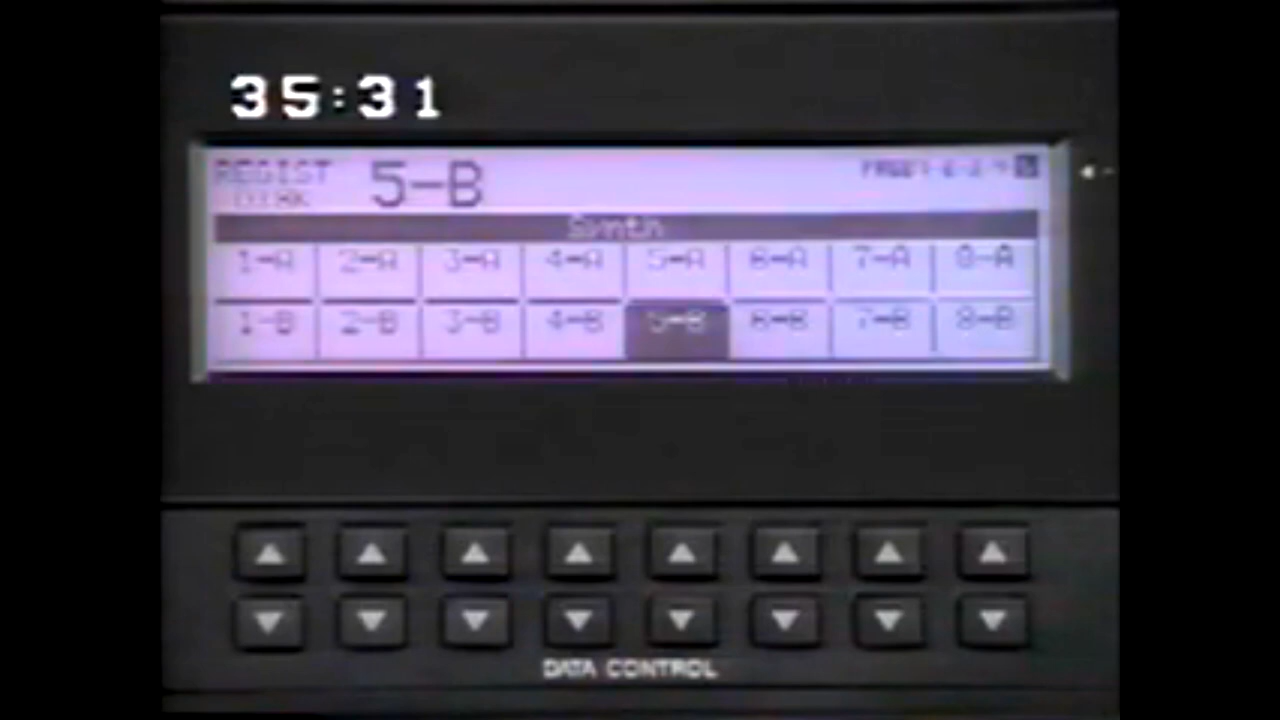 35:31
REGIST 5-B
DISK
Synth
1-A 2-A 3-A 4-A 5-A 6-A 7-A 8-A
1-B 2-B 3-B 4-B 5-B 6-B 7-B 8-B
DATA CONTROL